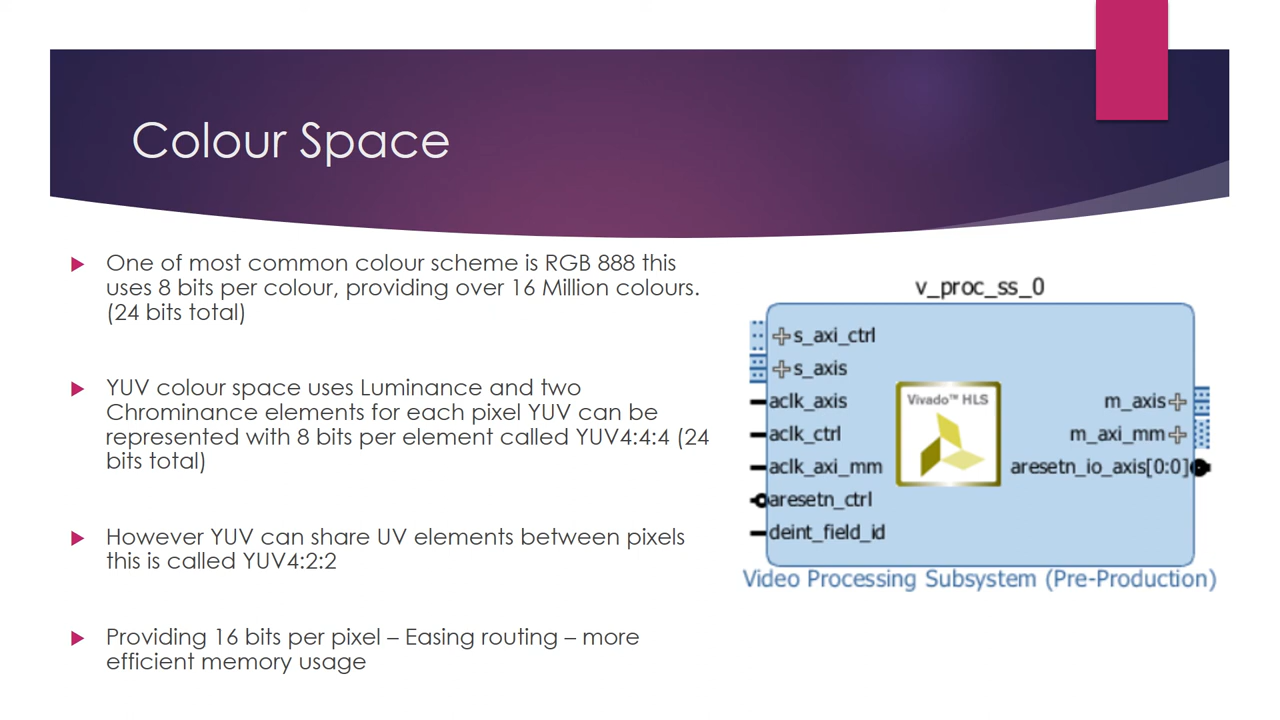 Colour Space
One of most common colour scheme is RGB 888 this
uses 8 bits per colour, providing over 16 Million colours.
(24 bits total)
YUV colour space uses Luminance and two
Chrominance elements for each pixel YUV can be
represented with 8 bits per element called YUV4:4:4 (24
bits total)
However YUV can share UV elements between pixels
this is called YUV4:2:2
Providing 16 bits per pixel – Easing routing – more
efficient memory usage
v_proc_ss_0
s_axi_ctrl
s_axis
aclk_axis
aclk_ctrl
aclk_axi_mm
aresetn_ctrl
deint_field_id
Vivado™ HLS
m_axis
m_axi_mm
aresetn_io_axis[0:0]
Video Processing Subsystem (Pre-Production)